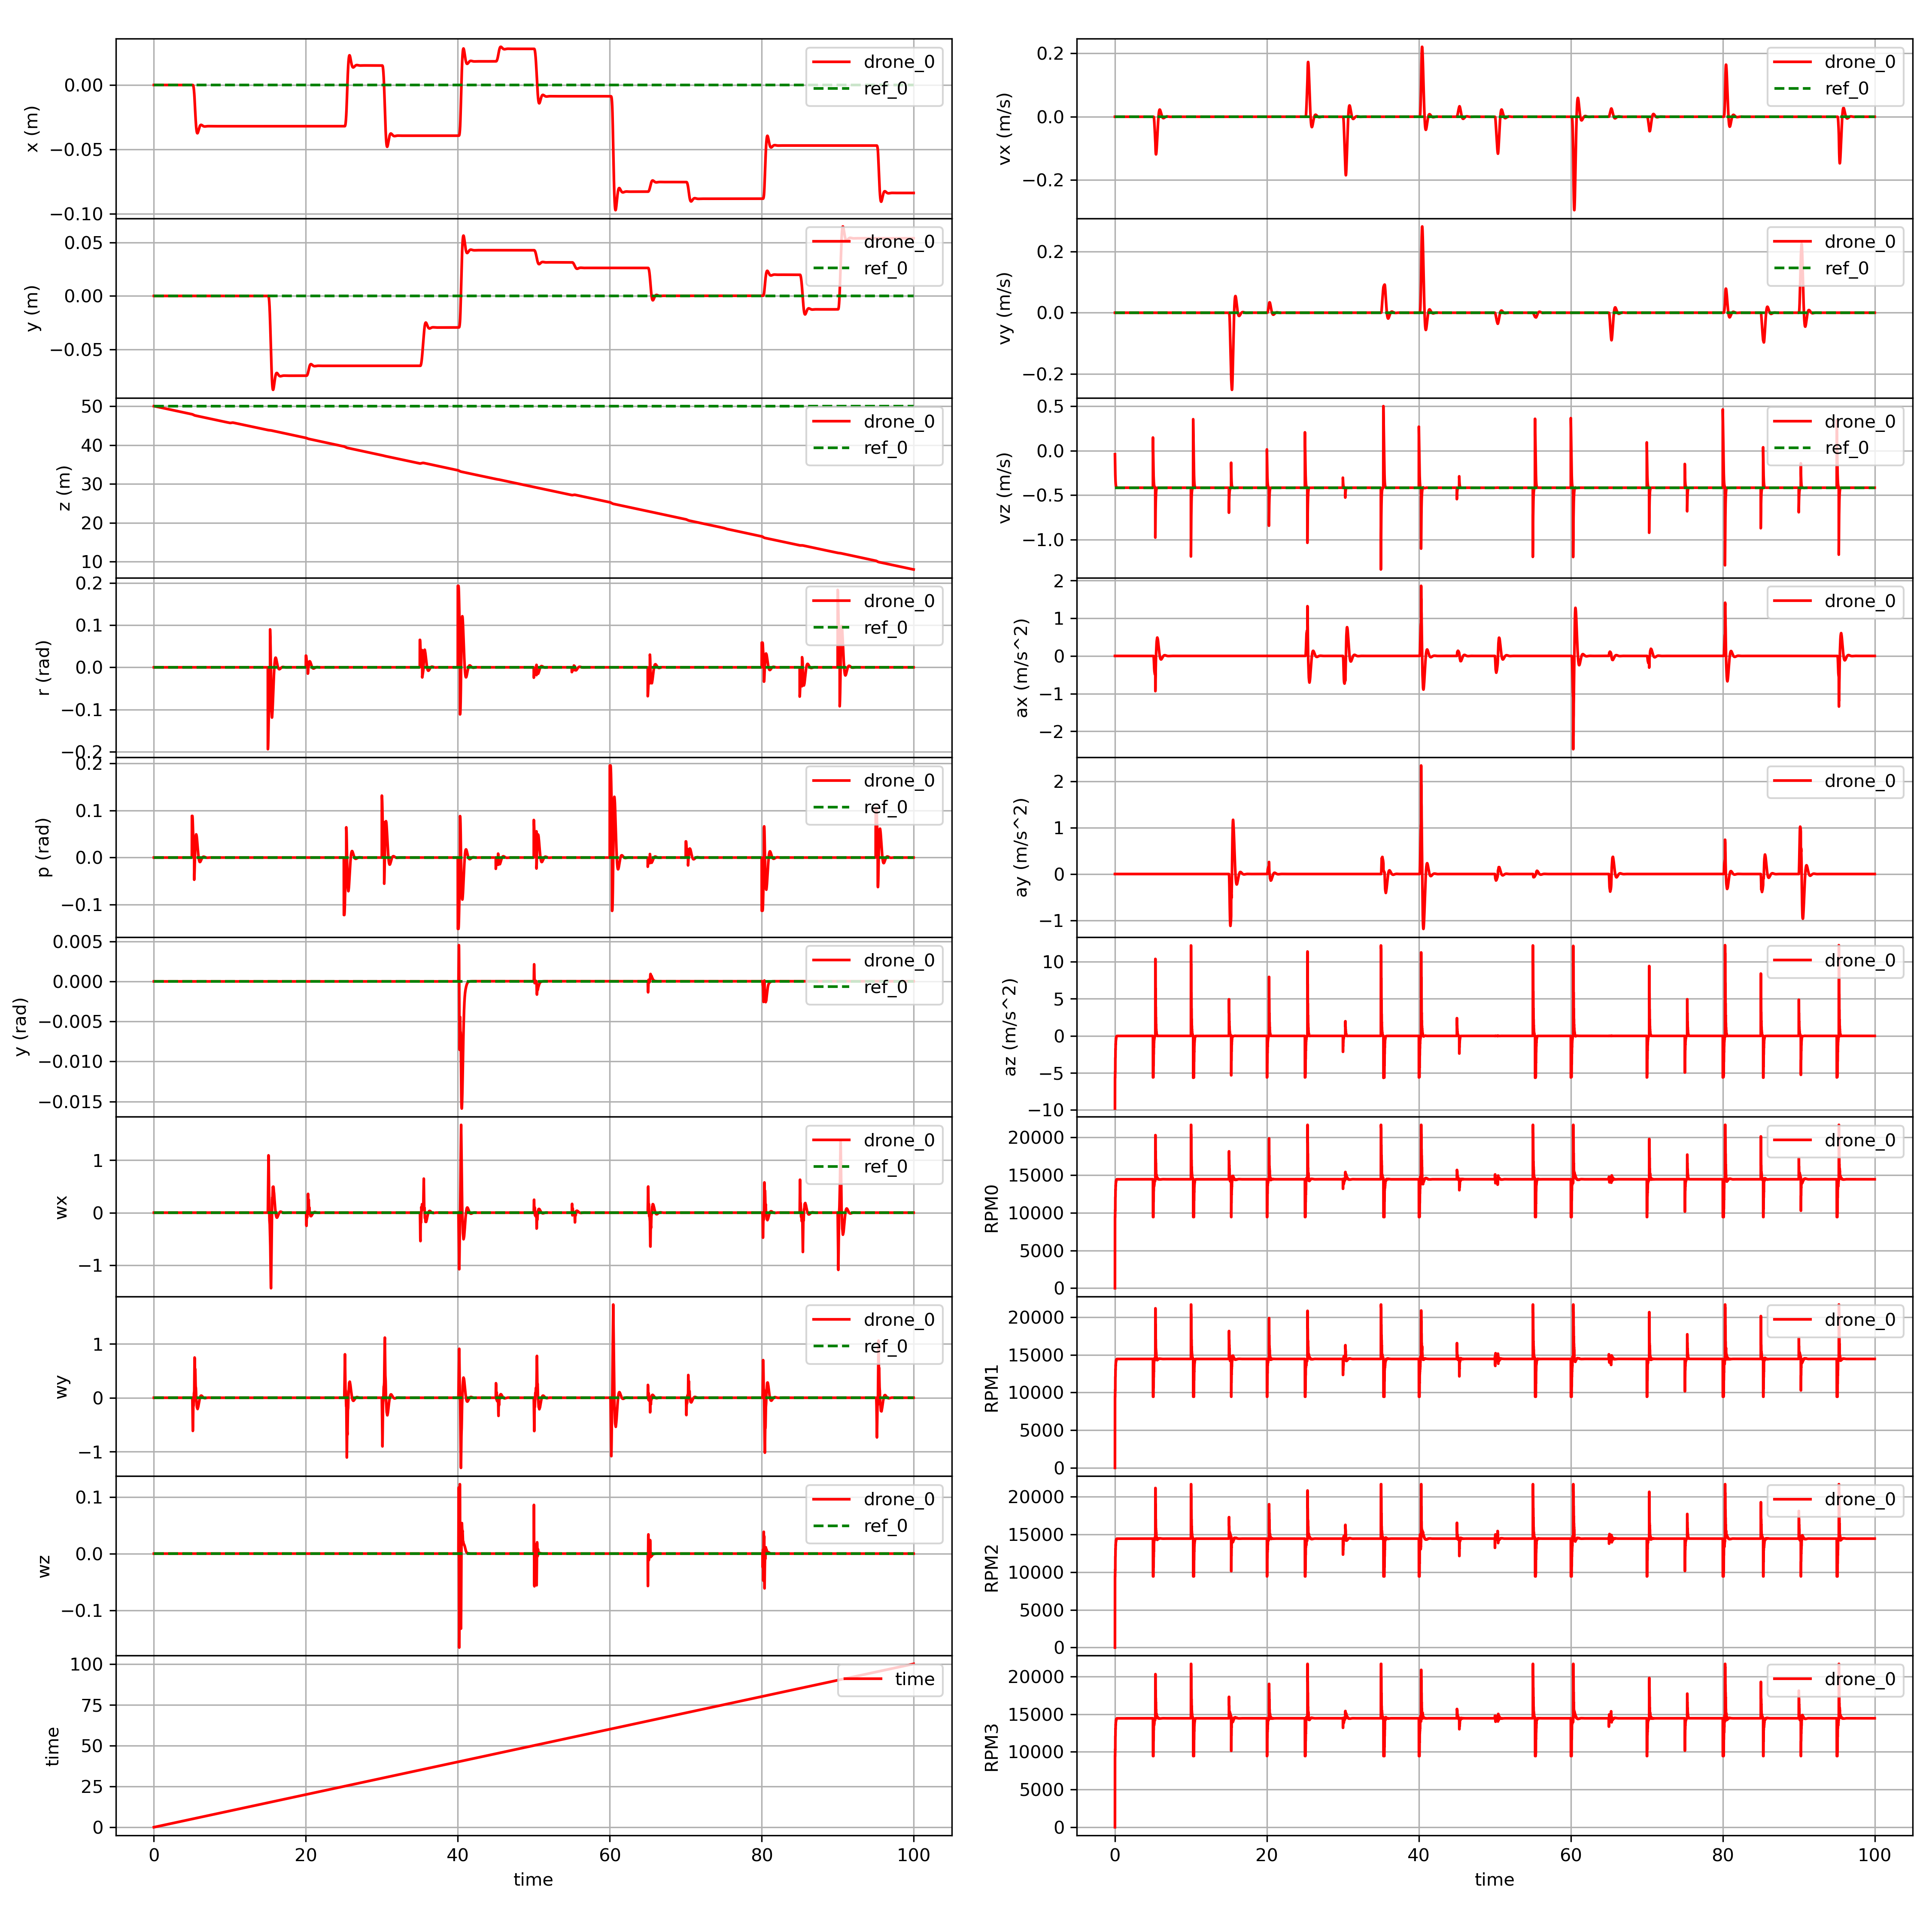 0.00
−0.05
−0.10
x (m)
drone_0
ref_0
0.05
0.00
−0.05
y (m)
drone_0
ref_0
50
40
30
20
10
z (m)
drone_0
ref_0
0.2
0.1
0.0
−0.1
−0.2
r (rad)
drone_0
ref_0
0.2
0.1
0.0
−0.1
p (rad)
drone_0
ref_0
0.005
0.000
−0.005
−0.010
−0.015
y (rad)
drone_0
ref_0
1
0
−1
wx
drone_0
ref_0
1
0
−1
wy
drone_0
ref_0
0.1
0.0
−0.1
wz
drone_0
ref_0
100
75
50
25
0
time
time
0 20 40 60 80 100
time
0.2
0.0
−0.2
vx (m/s)
drone_0
ref_0
0.2
0.0
−0.2
vy (m/s)
drone_0
ref_0
0.5
0.0
−0.5
−1.0
vz (m/s)
drone_0
ref_0
2
1
0
−1
−2
ax (m/s^2)
drone_0
2
1
0
−1
ay (m/s^2)
drone_0
10
5
0
−5
−10
az (m/s^2)
drone_0
20000
15000
10000
5000
0
RPM0
drone_0
20000
15000
10000
5000
0
RPM1
drone_0
20000
15000
10000
5000
0
RPM2
drone_0
20000
15000
10000
5000
0
RPM3
drone_0
0 20 40 60 80 100
time